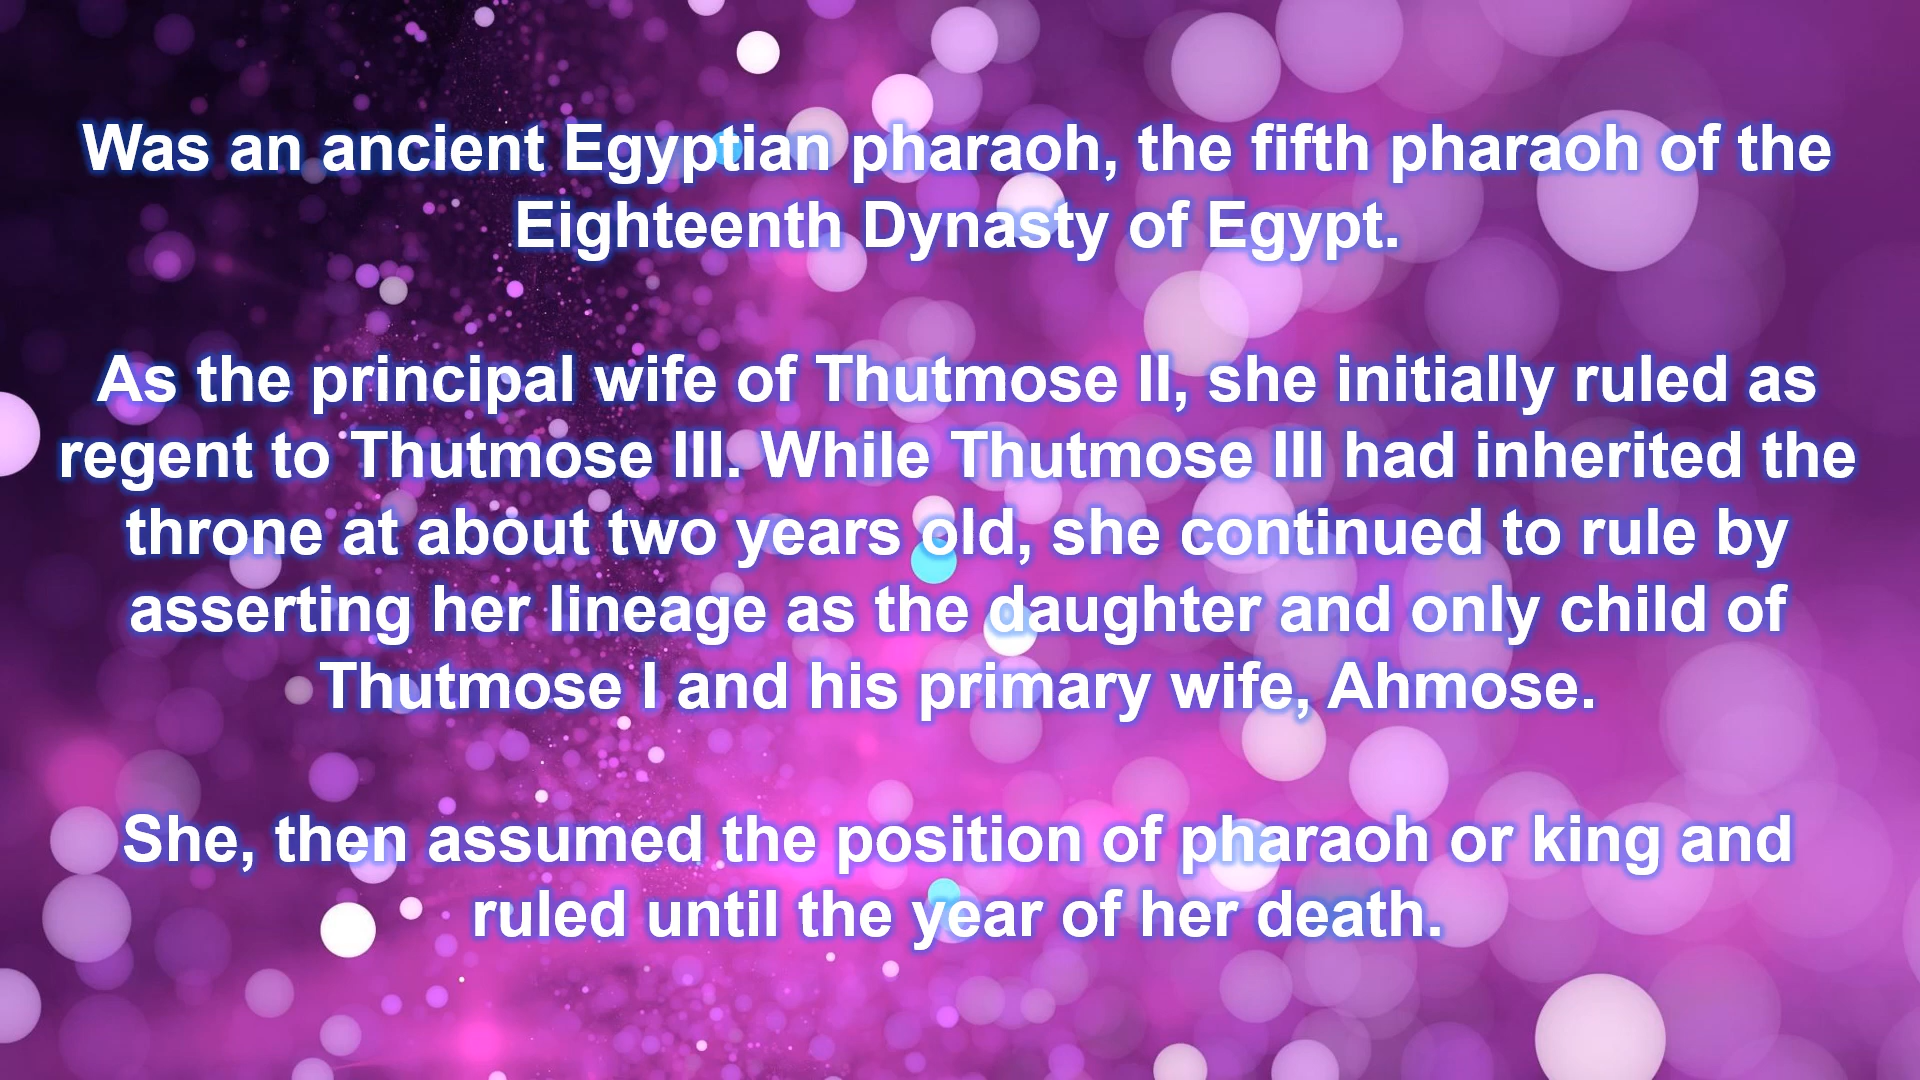 Was an ancient Egyptian pharaoh, the fifth pharaoh of the
Eighteenth Dynasty of Egypt.
As the principal wife of Thutmose II, she initially ruled as
regent to Thutmose III. While Thutmose III had inherited the
throne at about two years old, she continued to rule by
asserting her lineage as the daughter and only child of
Thutmose I and his primary wife, Ahmose.
She, then assumed the position of pharaoh or king and
ruled until the year of her death.